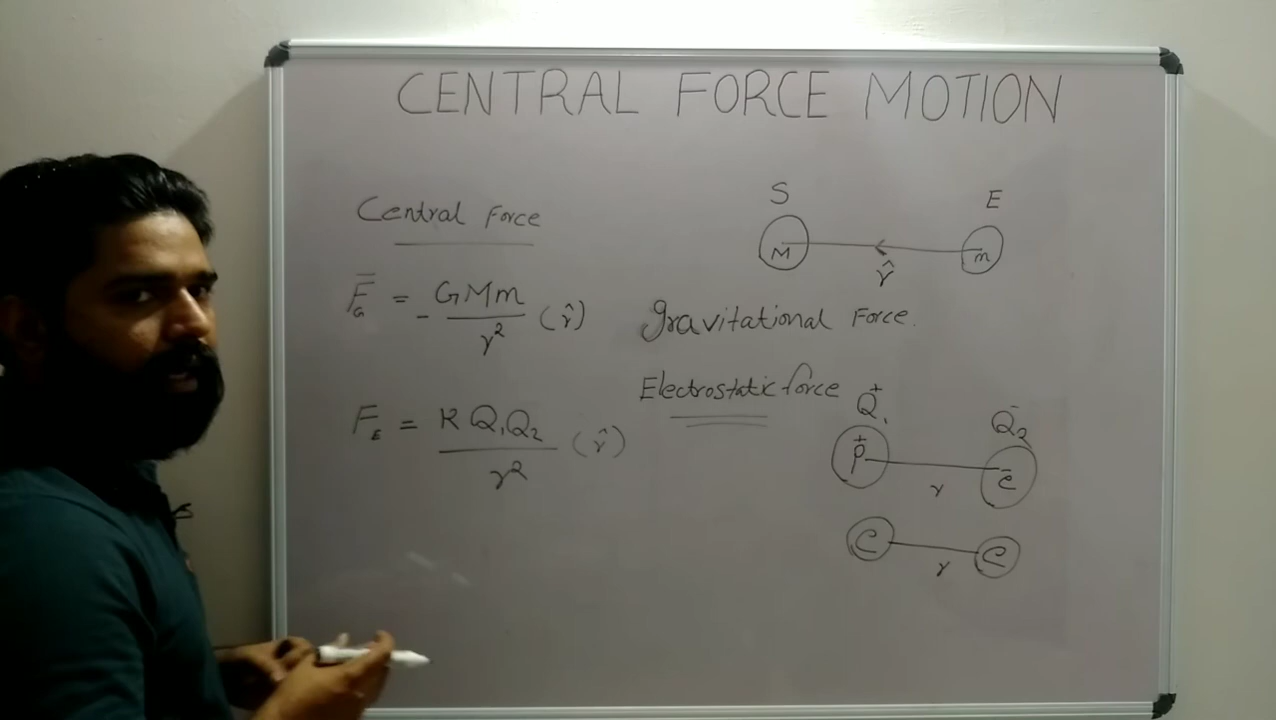 CENTRAL FORCE MOTION
Central Force
S E
M m
r̂
F̅_G = - GMm / r² (r̂)
Gravitational Force.
Electrostatic force
F_E = K Q₁Q₂ / r² (r̂)
Q₁⁺ Q₂⁻
p⁺ e⁻
r
e e
r